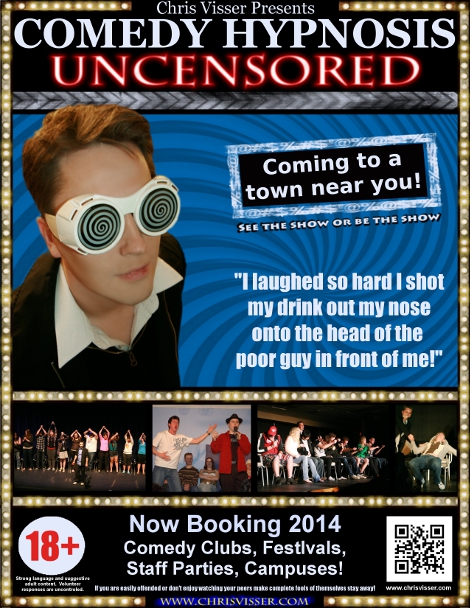 Chris Visser Presents
COMEDY HYPNOSIS
UNCENSORED
Coming to a
town near you!
SEE THE SHOW OR BE THE SHOW
"I laughed so hard I shot
my drink out my nose
onto the head of the
poor guy in front of me!"
18+
Strong language and suggestive
adult content. Volunteer
responses are uncontroled.
Now Booking 2014
Comedy Clubs, Festlvals,
Staff Parties, Campuses!
www.chrisvisser.com
If you are easily offended or don't enjoy watching your peers make complete fools of themselves stay away!
WWW.CHRISVISSER.COM